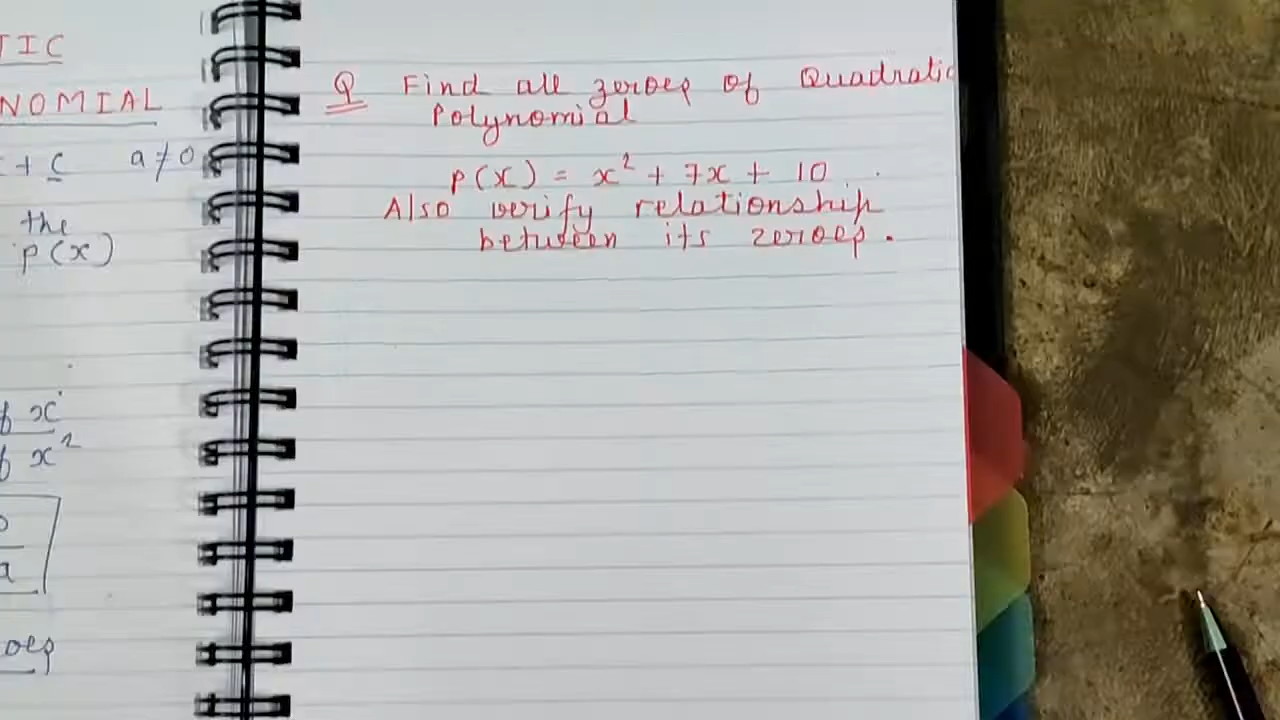 TIC
NOMIAL
+ c a ≠ 0
the
p(x)
x
x²
a
Q Find all zeroes of Quadratic
Polynomial
p(x) = x² + 7x + 10
Also verify relationship
between its zeroes.